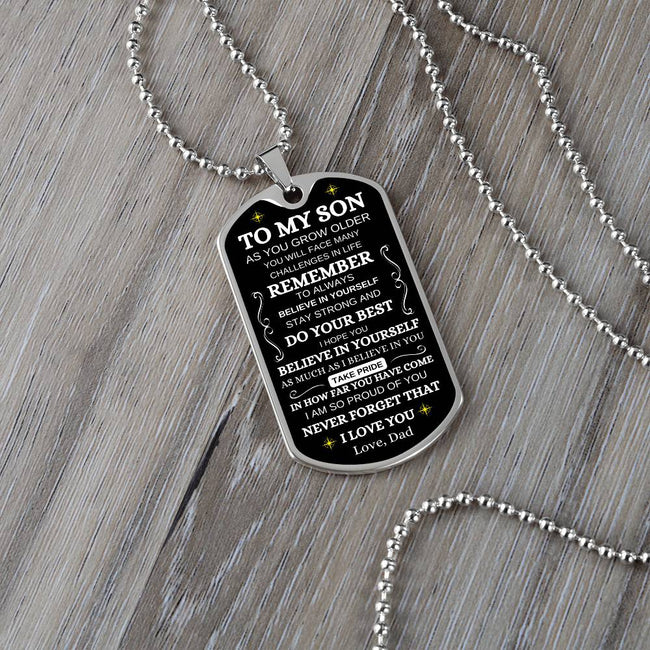 TO MY SON
AS YOU GROW OLDER
YOU WILL FACE MANY
CHALLENGES IN LIFE
REMEMBER
TO ALWAYS
BELIEVE IN YOURSELF
STAY STRONG AND
DO YOUR BEST
I HOPE YOU
BELIEVE IN YOURSELF
AS MUCH AS I BELIEVE IN YOU
TAKE PRIDE
IN HOW FAR YOU HAVE COME
I AM SO PROUD OF YOU
NEVER FORGET THAT
I LOVE YOU
Love, Dad